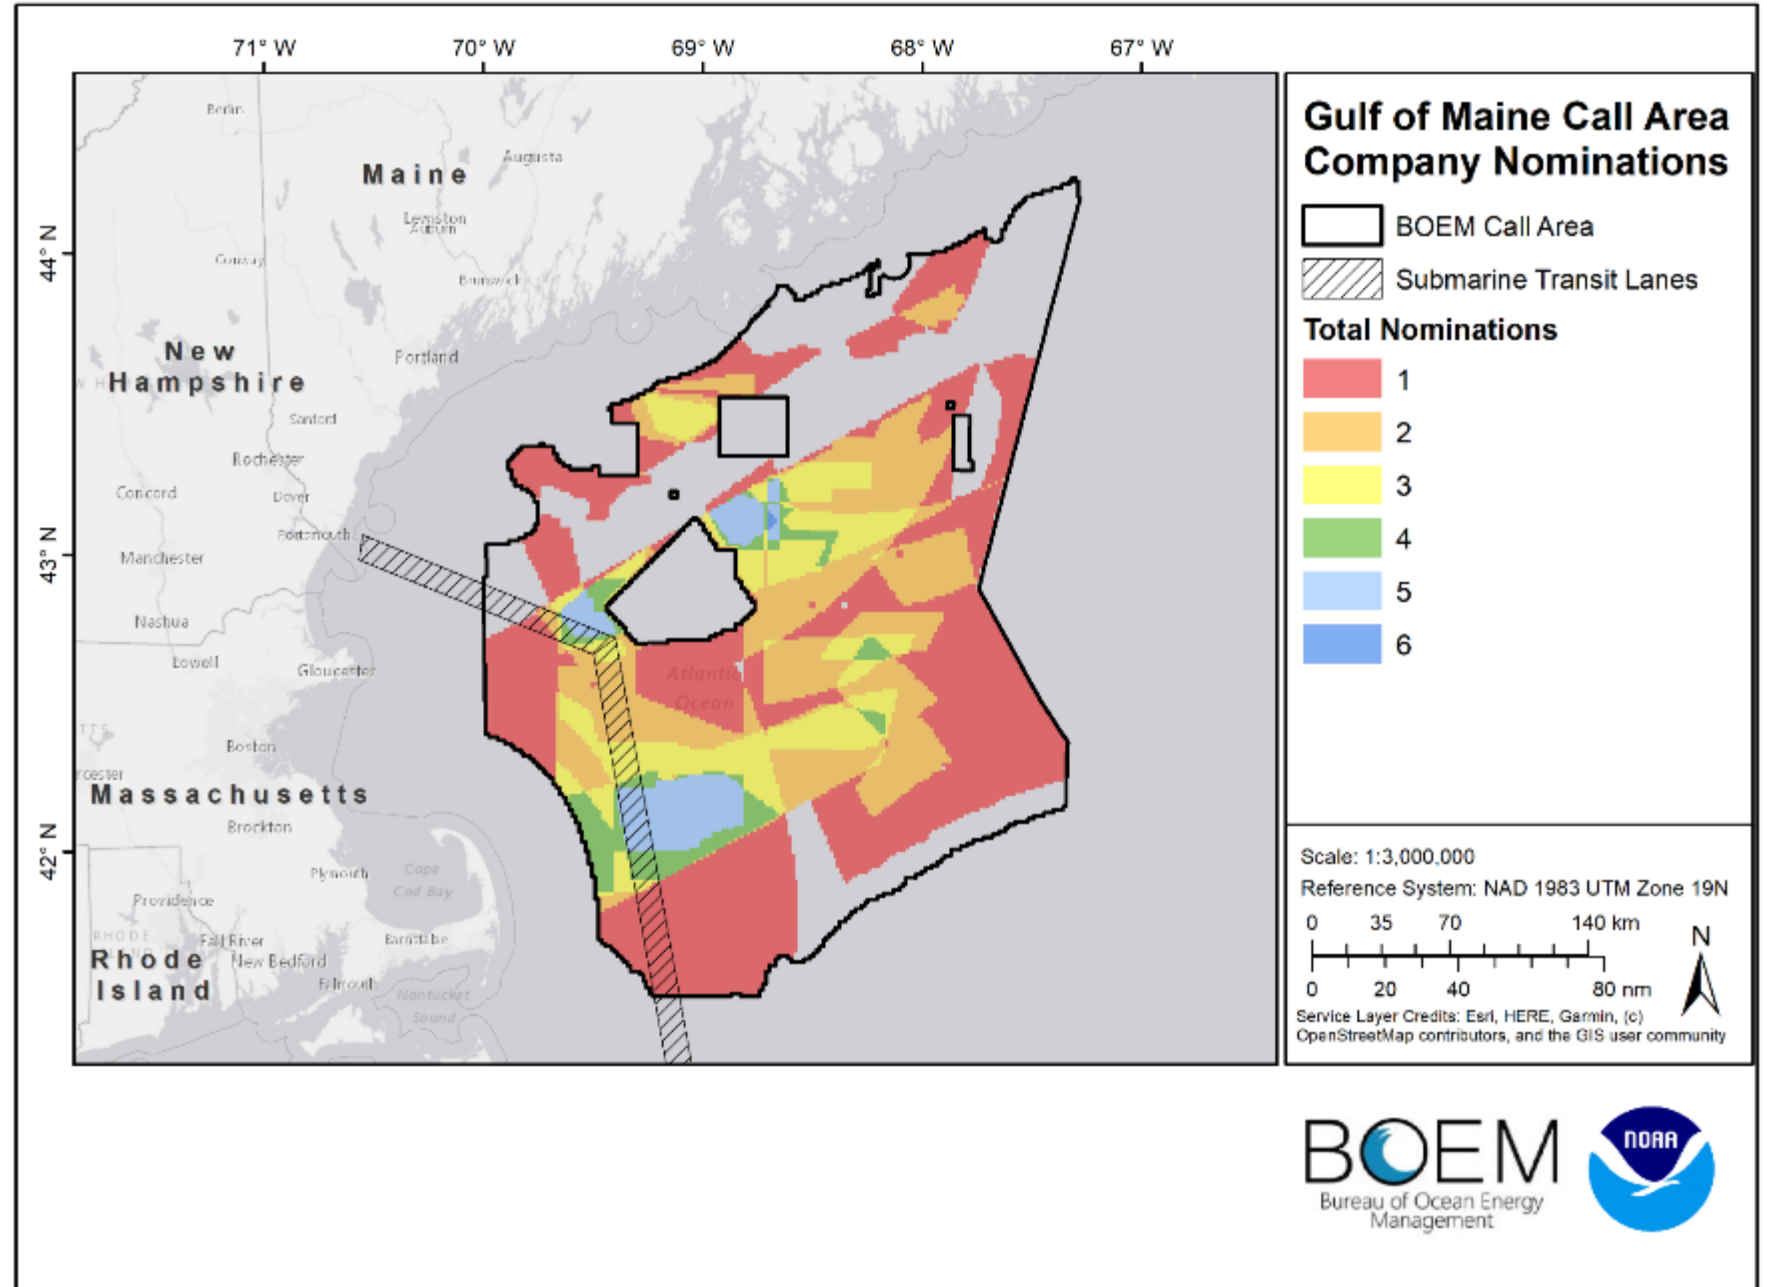 71° W
70° W
69° W
68° W
67° W
44° N
43° N
42° N
Berlin
Augusta
Maine
Lewiston
Auburn
Conway
Brunswick
New
Hampshire
Portland
Sanford
Rochester
Concord
Dover
Portsmouth
Manchester
Nashua
Lowell
Gloucester
Atlantic
Ocean
Boston
rcester
Massachusetts
Brockton
Plymouth
Cape
Cod Bay
Providence
RHODE
Fall River
Barnstable
Rhode
Island
New Bedford
Falmouth
Nantucket
Sound
Gulf of Maine Call Area
Company Nominations
BOEM Call Area
Submarine Transit Lanes
Total Nominations
1
2
3
4
5
6
Scale: 1:3,000,000
Reference System: NAD 1983 UTM Zone 19N
0 35 70 140 km
N
0 20 40 80 nm
Service Layer Credits: Esri, HERE, Garmin, (c)
OpenStreetMap contributors, and the GIS user community
BOEM
Bureau of Ocean Energy
Management
NOAA